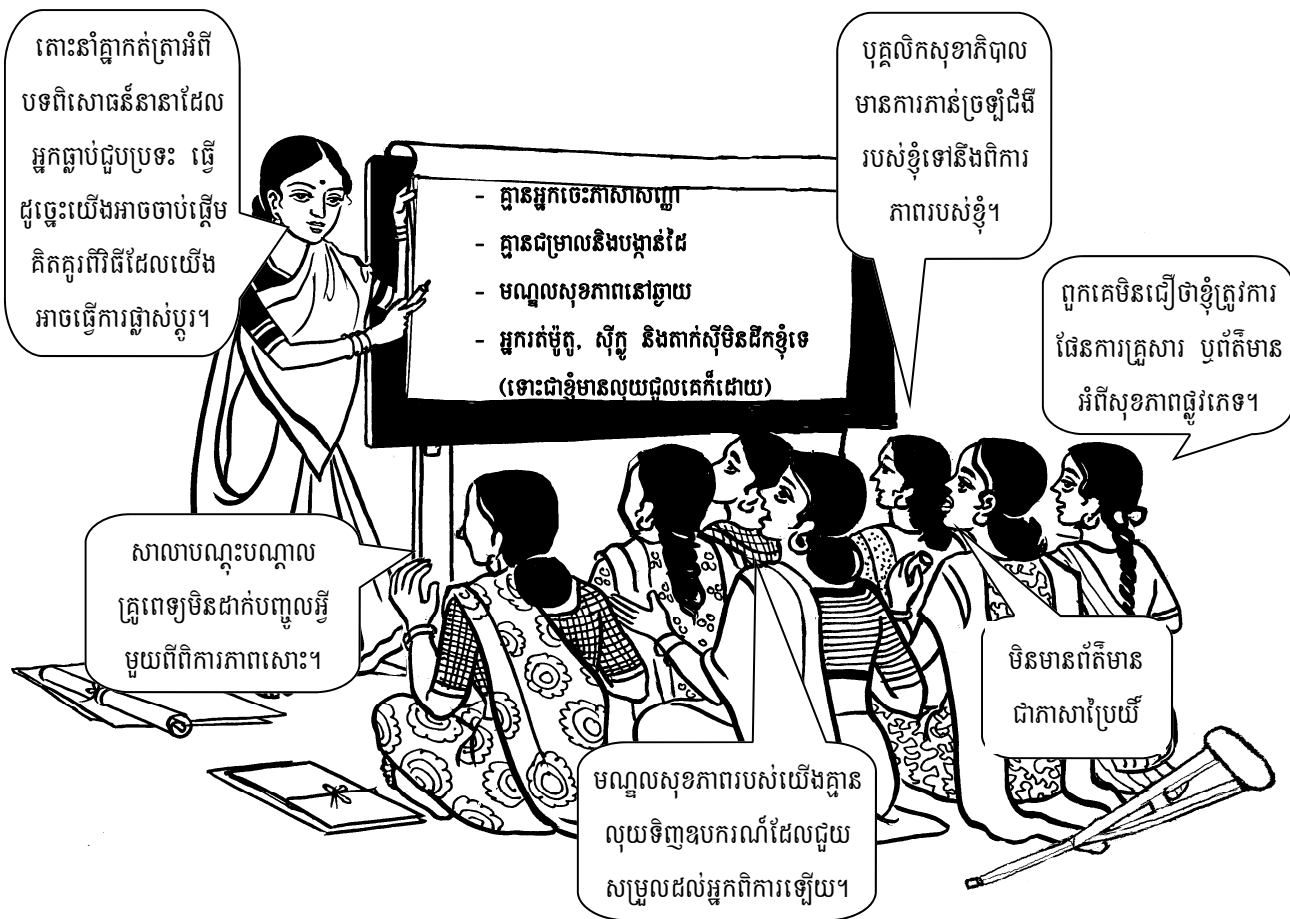 តោះនាំគ្នាកត់ត្រាអំពី
បទពិសោធន៍នានាដែល
អ្នកធ្លាប់ជួបប្រទះ ធ្វើ
ដូច្នេះយើងអាចចាប់ផ្តើម
គិតគូរពីវិធីដែលយើង
អាចធ្វើការផ្លាស់ប្តូរ។
- គ្មានអ្នកចេះភាសាសញ្ញា
- គ្មានជម្រាលនិងបង្កាន់ដៃ
- មណ្ឌលសុខភាពនៅឆ្ងាយ
- អ្នករត់ម៉ូតូ, ស៊ីក្លូ និងតាក់ស៊ីមិនដឹកខ្ញុំទេ
(ទោះជាខ្ញុំមានលុយជួលគេក៏ដោយ)
បុគ្គលិកសុខាភិបាល
មានការភាន់ច្រឡំជំងឺ
របស់ខ្ញុំទៅនឹងពិការ
ភាពរបស់ខ្ញុំ។
ពួកគេមិនជឿថាខ្ញុំត្រូវការ
ផែនការគ្រួសារ ឬព័ត៌មាន
អំពីសុខភាពផ្លូវភេទ។
សាលាបណ្តុះបណ្តាល
គ្រូពេទ្យមិនដាក់បញ្ចូលអ្វី
មួយពីពិការភាពសោះ។
មិនមានព័ត៌មាន
ជាភាសាប្រៃយ៍
មណ្ឌលសុខភាពរបស់យើងគ្មាន
លុយទិញឧបករណ៍ដែលជួយ
សម្រួលដល់អ្នកពិការឡើយ។